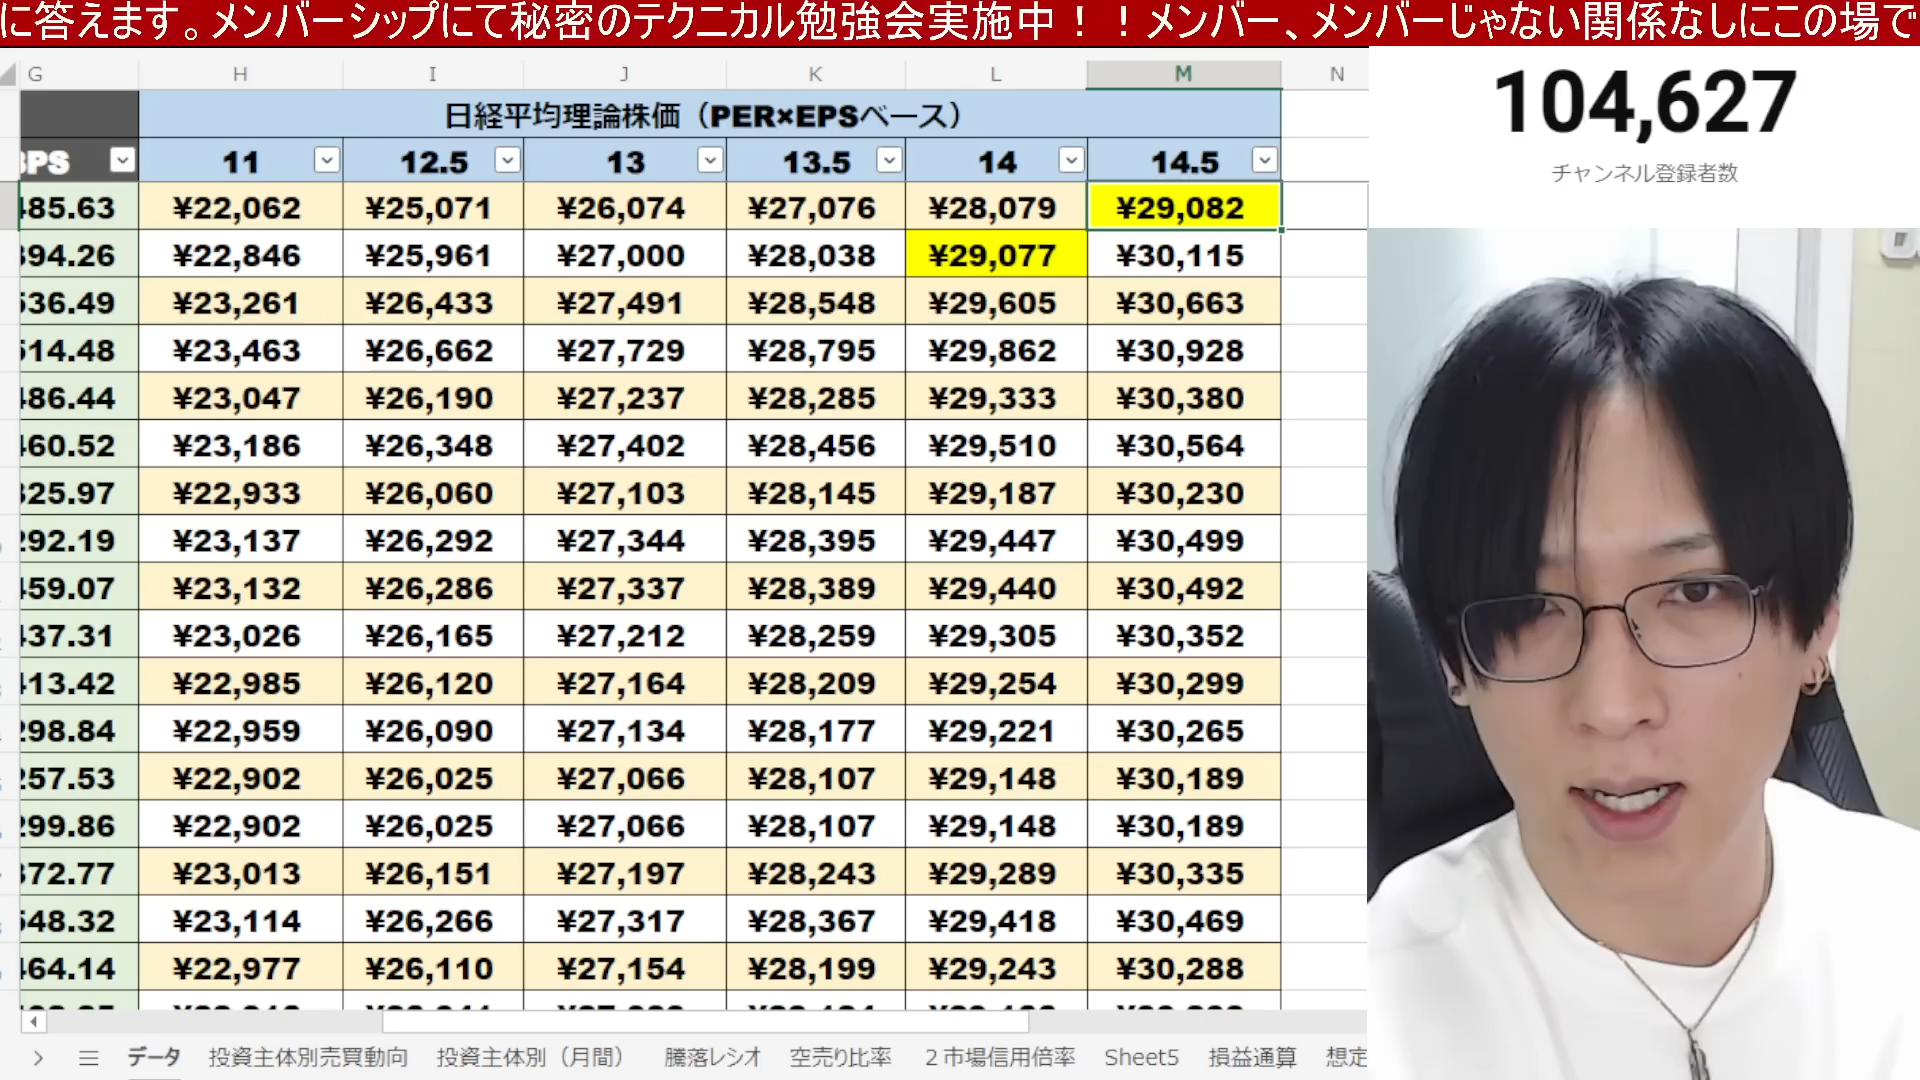 に答えます。メンバーシップにて秘密のテクニカル勉強会実施中！！メンバー、メンバーじゃない関係なしにこの場で
104,627
チャンネル登録者数
G H I J K L M N
日経平均理論株価（PER×EPSベース）
11 12.5 13 13.5 14 14.5
¥22,062 ¥25,071 ¥26,074 ¥27,076 ¥28,079 ¥29,082
¥22,846 ¥25,961 ¥27,000 ¥28,038 ¥29,077 ¥30,115
¥23,261 ¥26,433 ¥27,491 ¥28,548 ¥29,605 ¥30,663
¥23,463 ¥26,662 ¥27,729 ¥28,795 ¥29,862 ¥30,928
¥23,047 ¥26,190 ¥27,237 ¥28,285 ¥29,333 ¥30,380
¥23,186 ¥26,348 ¥27,402 ¥28,456 ¥29,510 ¥30,564
¥22,933 ¥26,060 ¥27,103 ¥28,145 ¥29,187 ¥30,230
¥23,137 ¥26,292 ¥27,344 ¥28,395 ¥29,447 ¥30,499
¥23,132 ¥26,286 ¥27,337 ¥28,389 ¥29,440 ¥30,492
¥23,026 ¥26,165 ¥27,212 ¥28,259 ¥29,305 ¥30,352
¥22,985 ¥26,120 ¥27,164 ¥28,209 ¥29,254 ¥30,299
¥22,959 ¥26,090 ¥27,134 ¥28,177 ¥29,221 ¥30,265
¥22,902 ¥26,025 ¥27,066 ¥28,107 ¥29,148 ¥30,189
¥22,902 ¥26,025 ¥27,066 ¥28,107 ¥29,148 ¥30,189
¥23,013 ¥26,151 ¥27,197 ¥28,243 ¥29,289 ¥30,335
¥23,114 ¥26,266 ¥27,317 ¥28,367 ¥29,418 ¥30,469
¥22,977 ¥26,110 ¥27,154 ¥28,199 ¥29,243 ¥30,288
データ 投資主体別売買動向 投資主体別（月間） 騰落レシオ 空売り比率 ２市場信用倍率 Sheet5 損益通算 想定